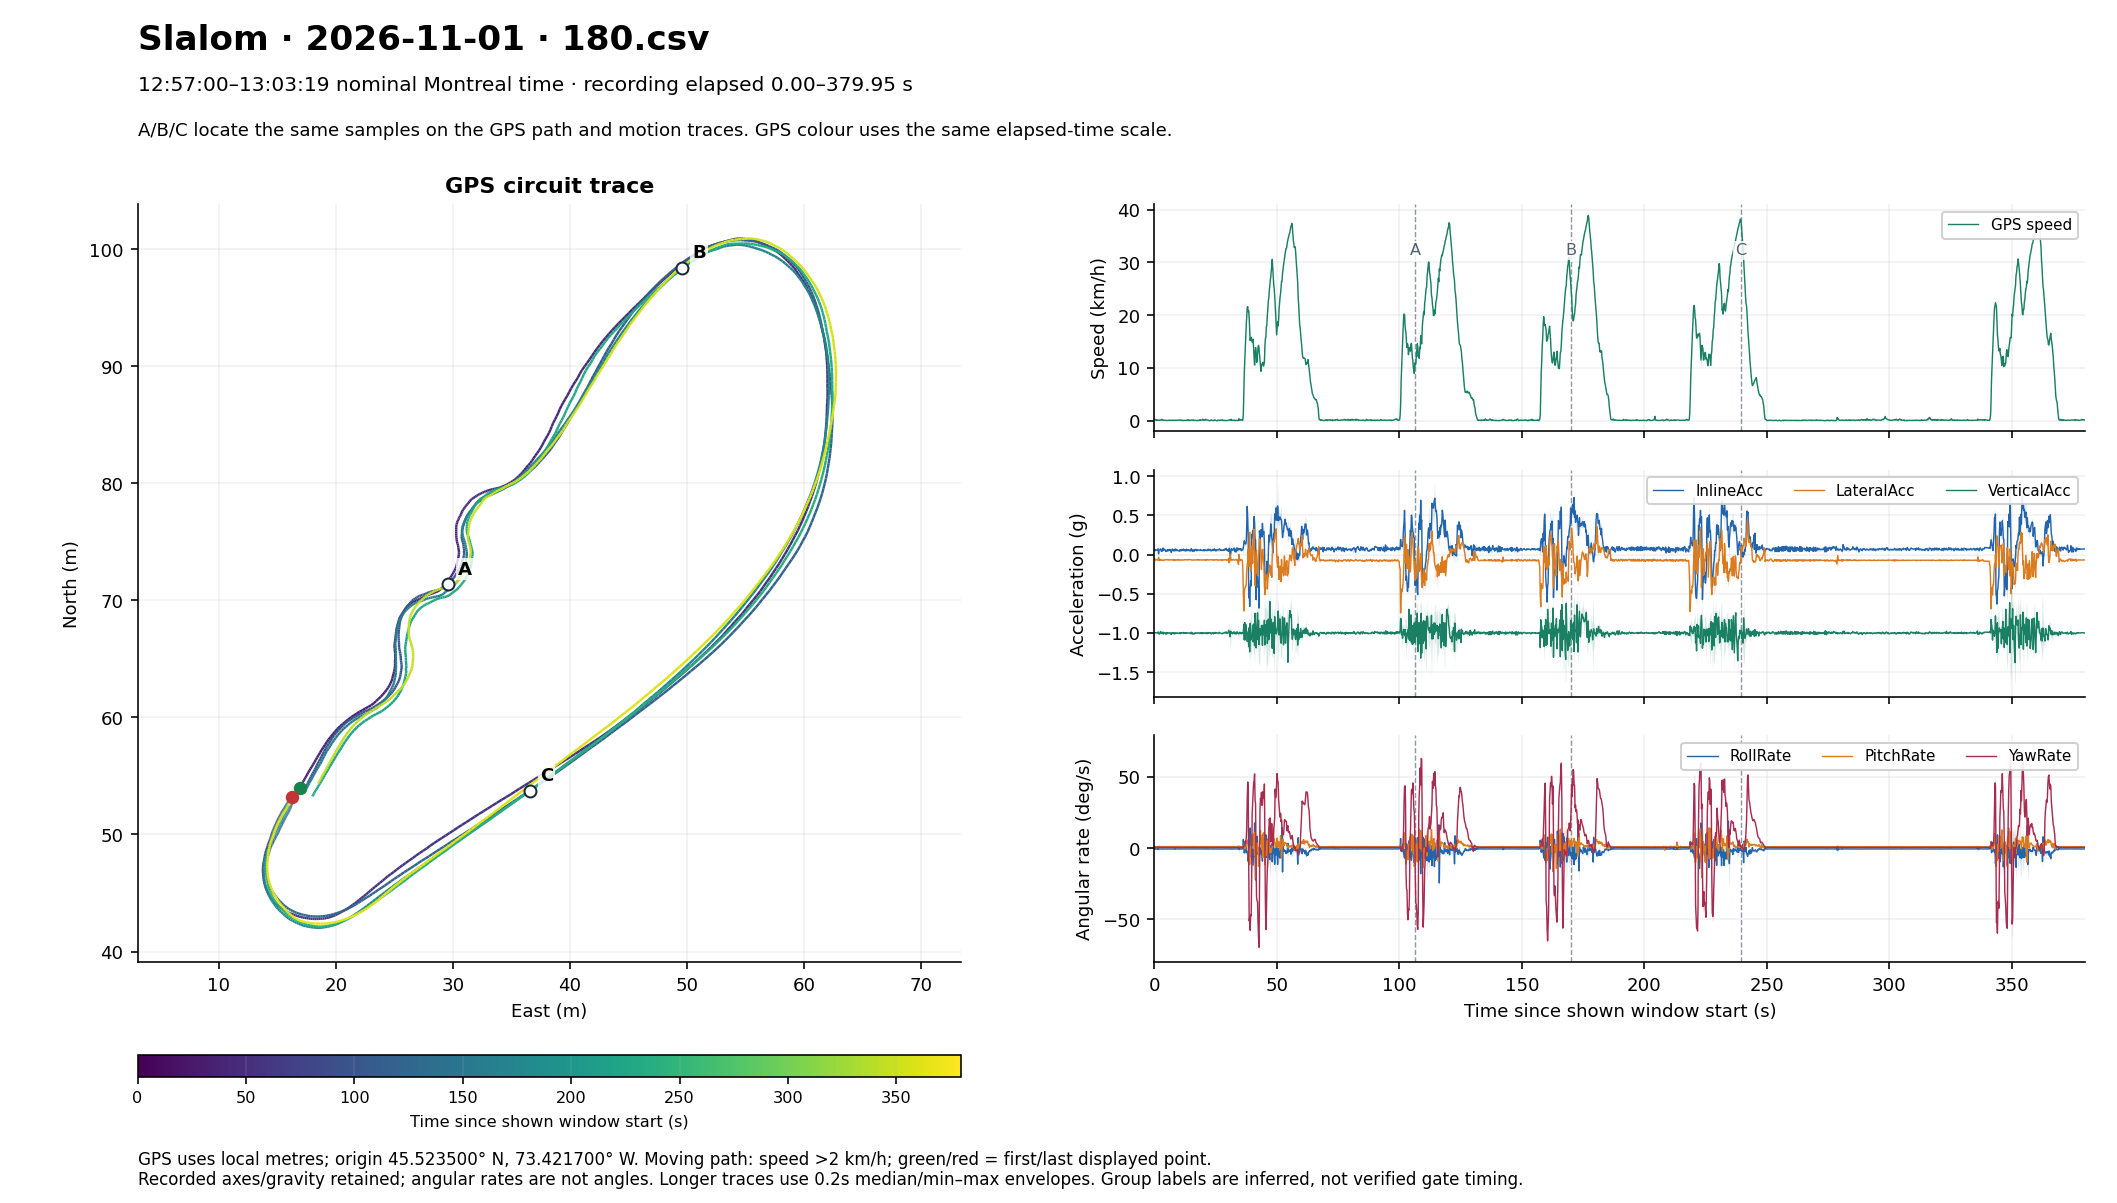 Slalom · 2026-11-01 · 180.csv
12:57:00–13:03:19 nominal Montreal time · recording elapsed 0.00–379.95 s
A/B/C locate the same samples on the GPS path and motion traces. GPS colour uses the same elapsed-time scale.
GPS circuit trace
100
90
80
70
60
50
40
North (m)
B
A
C
10 20 30 40 50 60 70
East (m)
0 50 100 150 200 250 300 350
Time since shown window start (s)
40
30
20
10
0
Speed (km/h)
A B C
GPS speed
1.0
0.5
0.0
−0.5
−1.0
−1.5
Acceleration (g)
InlineAcc LateralAcc VerticalAcc
50
0
−50
Angular rate (deg/s)
RollRate PitchRate YawRate
0 50 100 150 200 250 300 350
Time since shown window start (s)
GPS uses local metres; origin 45.523500° N, 73.421700° W. Moving path: speed >2 km/h; green/red = first/last displayed point.
Recorded axes/gravity retained; angular rates are not angles. Longer traces use 0.2s median/min–max envelopes. Group labels are inferred, not verified gate timing.